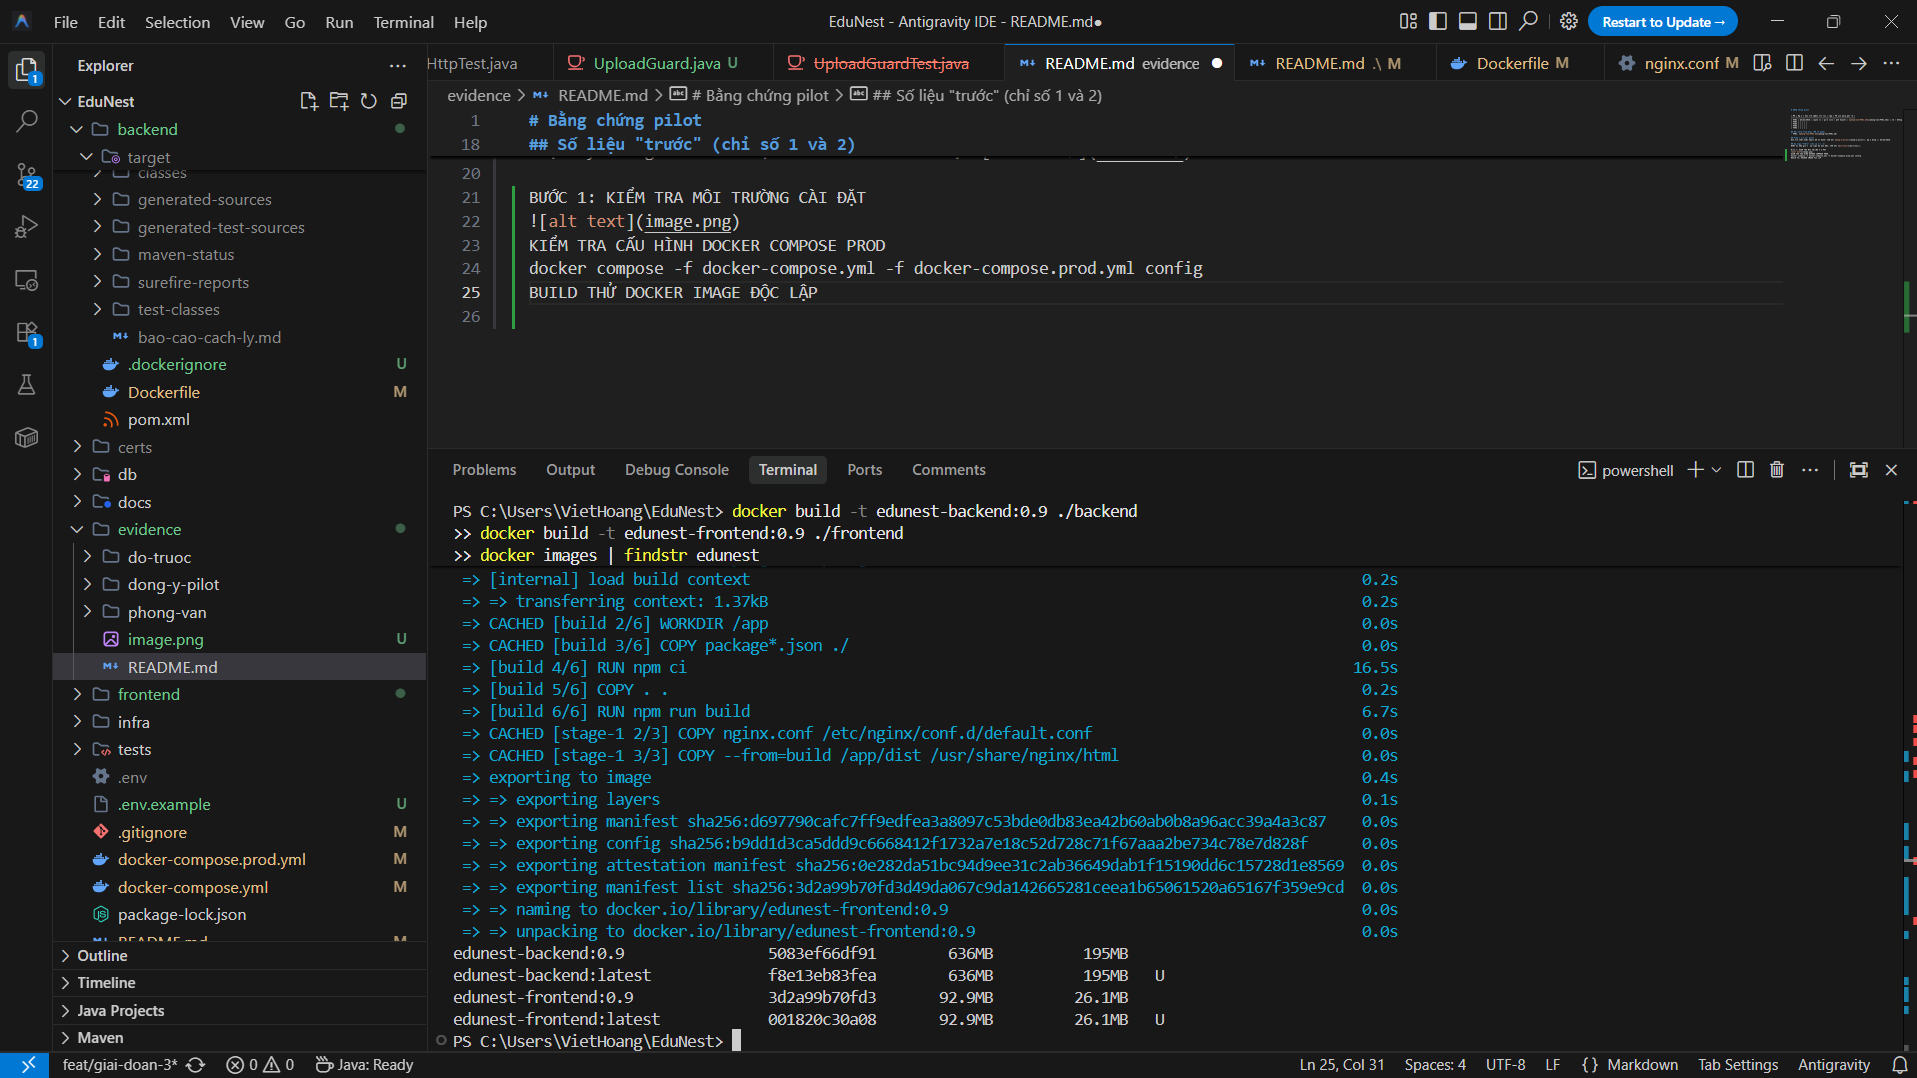 File Edit Selection View Go Run Terminal Help
EduNest - Antigravity IDE - README.md●
Restart to Update →
Explorer
EduNest
backend
target
classes
generated-sources
generated-test-sources
maven-status
surefire-reports
test-classes
bao-cao-cach-ly.md
.dockerignore U
Dockerfile M
pom.xml
certs
db
docs
evidence
do-truoc
dong-y-pilot
phong-van
image.png U
README.md
frontend
infra
tests
.env
.env.example U
.gitignore M
docker-compose.prod.yml M
docker-compose.yml M
package-lock.json
README.md M
Outline
Timeline
Java Projects
Maven
1
22
1
HttpTest.java
UploadGuard.java U
UploadGuardTest.java
README.md evidence
README.md .\ M
Dockerfile M
nginx.conf M
evidence > README.md > # Bằng chứng pilot > ## Số liệu "trước" (chỉ số 1 và 2)
1 # Bằng chứng pilot
18 ## Số liệu "trước" (chỉ số 1 và 2)
20
21 BƯỚC 1: KIỂM TRA MÔI TRƯỜNG CÀI ĐẶT
22 ![alt text](image.png)
23 KIỂM TRA CẤU HÌNH DOCKER COMPOSE PROD
24 docker compose -f docker-compose.yml -f docker-compose.prod.yml config
25 BUILD THỬ DOCKER IMAGE ĐỘC LẬP
26
Problems Output Debug Console Terminal Ports Comments
powershell
PS C:\Users\VietHoang\EduNest> docker build -t edunest-backend:0.9 ./backend
>> docker build -t edunest-frontend:0.9 ./frontend
>> docker images | findstr edunest
=> [internal] load build context 0.2s
=> => transferring context: 1.37kB 0.2s
=> CACHED [build 2/6] WORKDIR /app 0.0s
=> CACHED [build 3/6] COPY package*.json ./ 0.0s
=> [build 4/6] RUN npm ci 16.5s
=> [build 5/6] COPY . . 0.2s
=> [build 6/6] RUN npm run build 6.7s
=> CACHED [stage-1 2/3] COPY nginx.conf /etc/nginx/conf.d/default.conf 0.0s
=> CACHED [stage-1 3/3] COPY --from=build /app/dist /usr/share/nginx/html 0.0s
=> exporting to image 0.4s
=> => exporting layers 0.1s
=> => exporting manifest sha256:d697790cafc7ff9edfea3a8097c53bde0db83ea42b60ab0b8a96acc39a4a3c87 0.0s
=> => exporting config sha256:b9dd1d3ca5ddd9c6668412f1732a7e18c52d728c71f67aaa2be734c78e7d828f 0.0s
=> => exporting attestation manifest sha256:0e282da51bc94d9ee31c2ab36649dab1f15190dd6c15728d1e8569 0.0s
=> => exporting manifest list sha256:3d2a99b70fd3d49da067c9da142665281ceea1b65061520a65167f359e9cd 0.0s
=> => naming to docker.io/library/edunest-frontend:0.9 0.0s
=> => unpacking to docker.io/library/edunest-frontend:0.9 0.0s
edunest-backend:0.9 5083ef66df91 636MB 195MB
edunest-backend:latest f8e13eb83fea 636MB 195MB U
edunest-frontend:0.9 3d2a99b70fd3 92.9MB 26.1MB
edunest-frontend:latest 001820c30a08 92.9MB 26.1MB U
PS C:\Users\VietHoang\EduNest>
feat/giai-doan-3* 0 0 Java: Ready
Ln 25, Col 31 Spaces: 4 UTF-8 LF {} Markdown Tab Settings Antigravity